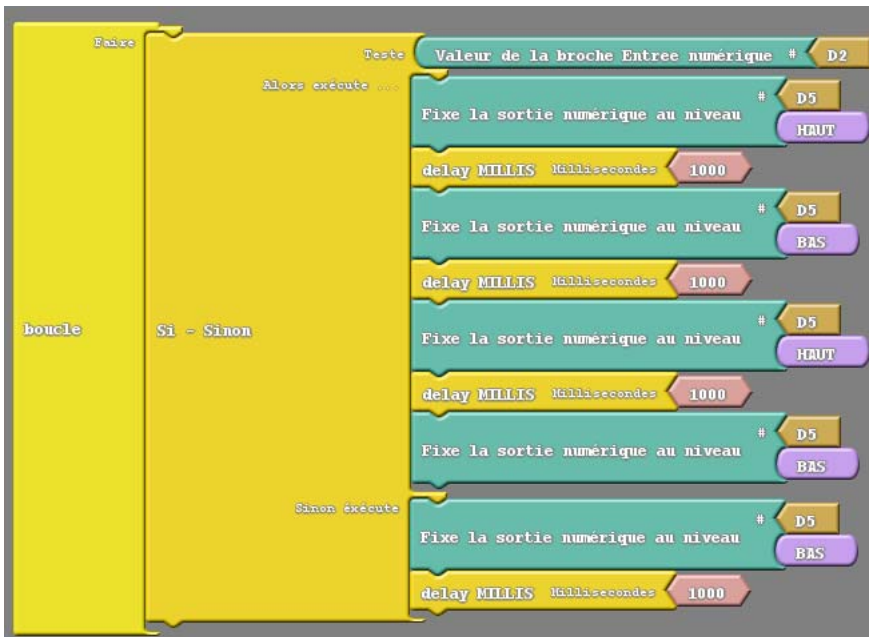 Faire
Teste Valeur de la broche Entree numérique # D2
Alors exécute ...
# D5
Fixe la sortie numérique au niveau
HAUT
delay MILLIS Millisecondes 1000
# D5
Fixe la sortie numérique au niveau
BAS
delay MILLIS Millisecondes 1000
# D5
boucle Si - Sinon Fixe la sortie numérique au niveau
HAUT
delay MILLIS Millisecondes 1000
# D5
Fixe la sortie numérique au niveau
BAS
Sinon éxécute
# D5
Fixe la sortie numérique au niveau
BAS
delay MILLIS Millisecondes 1000